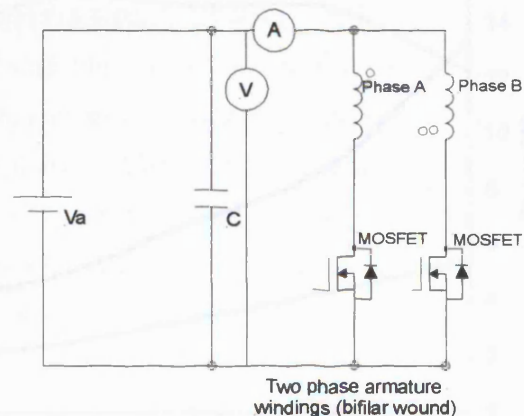 A
V
Phase A
Phase B
Va
C
MOSFET
MOSFET
Two phase armature
windings (bifilar wound)